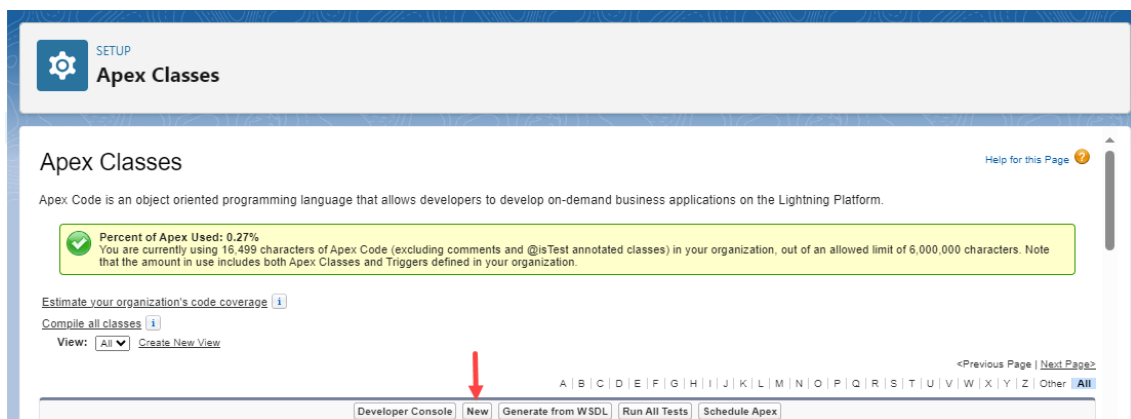 SETUP
Apex Classes
Apex Classes
Help for this Page ?
Apex Code is an object oriented programming language that allows developers to develop on-demand business applications on the Lightning Platform.
Percent of Apex Used: 0.27%
You are currently using 16,499 characters of Apex Code (excluding comments and @isTest annotated classes) in your organization, out of an allowed limit of 6,000,000 characters. Note
that the amount in use includes both Apex Classes and Triggers defined in your organization.
Estimate your organization's code coverage i
Compile all classes i
View: All Create New View
<Previous Page | Next Page>
A | B | C | D | E | F | G | H | I | J | K | L | M | N | O | P | Q | R | S | T | U | V | W | X | Y | Z | Other All
Developer Console New Generate from WSDL Run All Tests Schedule Apex